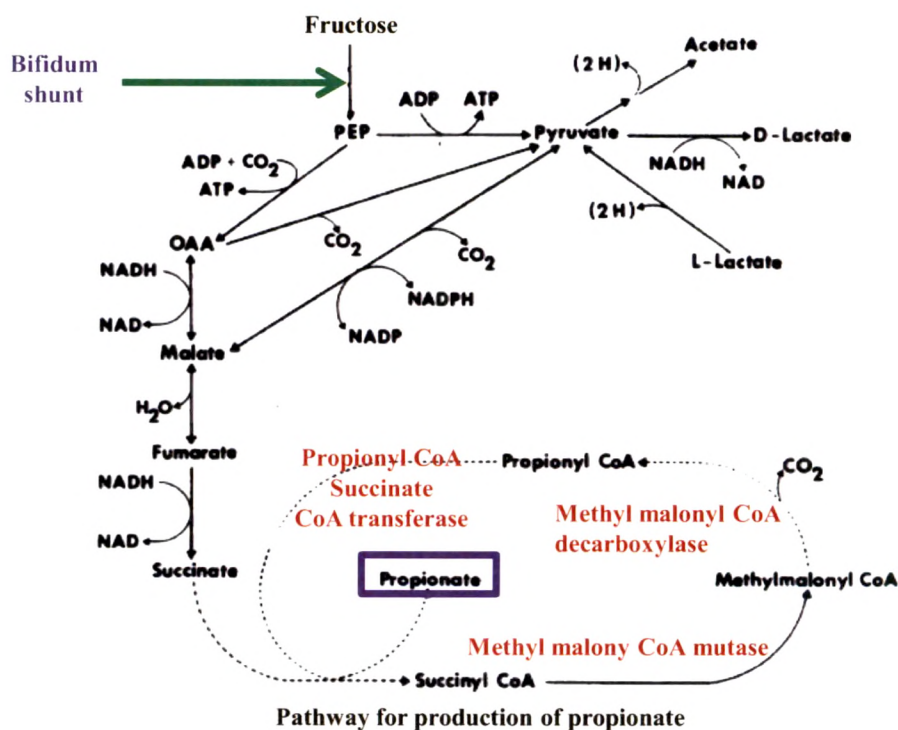 Fructose
Bifidum
shunt
Acetate
(2H)
ADP
ATP
PEP
Pyruvate
D-Lactate
NADH
NAD
ADP + CO2
ATP
(2H)
L-Lactate
OAA
CO2
CO2
NADH
NADPH
NAD
NADP
Malate
H2O
Fumarate
NADH
NAD
Succinate
Propionyl CoA
Succinate
CoA transferase
Propionyl CoA
CO2
Methyl malonyl CoA
decarboxylase
Propionate
Methylmalonyl CoA
Methyl malony CoA mutase
Succinyl CoA
Pathway for production of propionate